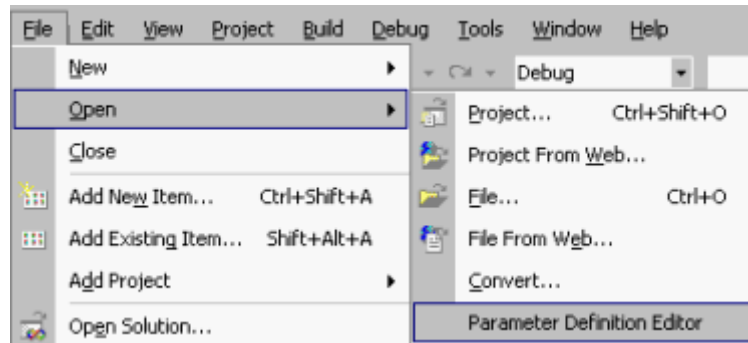 File Edit View Project Build Debug Tools Window Help
New
Debug
Open
Close
Add New Item... Ctrl+Shift+A
Add Existing Item... Shift+Alt+A
Add Project
Open Solution...
Project... Ctrl+Shift+O
Project From Web...
File... Ctrl+O
File From Web...
Convert...
Parameter Definition Editor